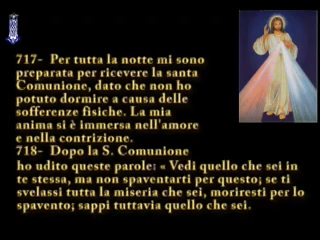 717- Per tutta la notte mi sono
preparata per ricevere la santa
Comunione, dato che non ho
potuto dormire a causa delle
sofferenze fisiche. La mia
anima si è immersa nell'amore
e nella contrizione.
718- Dopo la S. Comunione
ho udito queste parole: « Vedi quello che sei in
te stessa, ma non spaventarti per questo; se ti
svelassi tutta la miseria che sei, moriresti per lo
spavento; sappi tuttavia quello che sei.